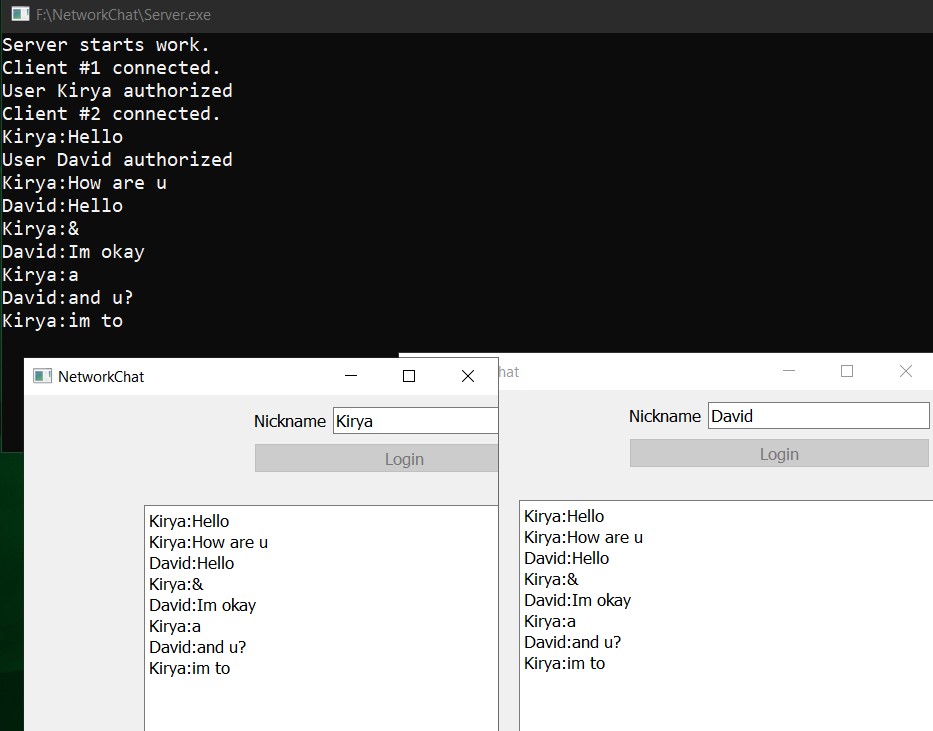 F:\NetworkChat\Server.exe
Server starts work.
Client #1 connected.
User Kirya authorized
Client #2 connected.
Kirya:Hello
User David authorized
Kirya:How are u
David:Hello
Kirya:&
David:Im okay
Kirya:a
David:and u?
Kirya:im to
NetworkChat
Nickname Kirya
Login
Kirya:Hello
Kirya:How are u
David:Hello
Kirya:&
David:Im okay
Kirya:a
David:and u?
Kirya:im to
hat
Nickname David
Login
Kirya:Hello
Kirya:How are u
David:Hello
Kirya:&
David:Im okay
Kirya:a
David:and u?
Kirya:im to